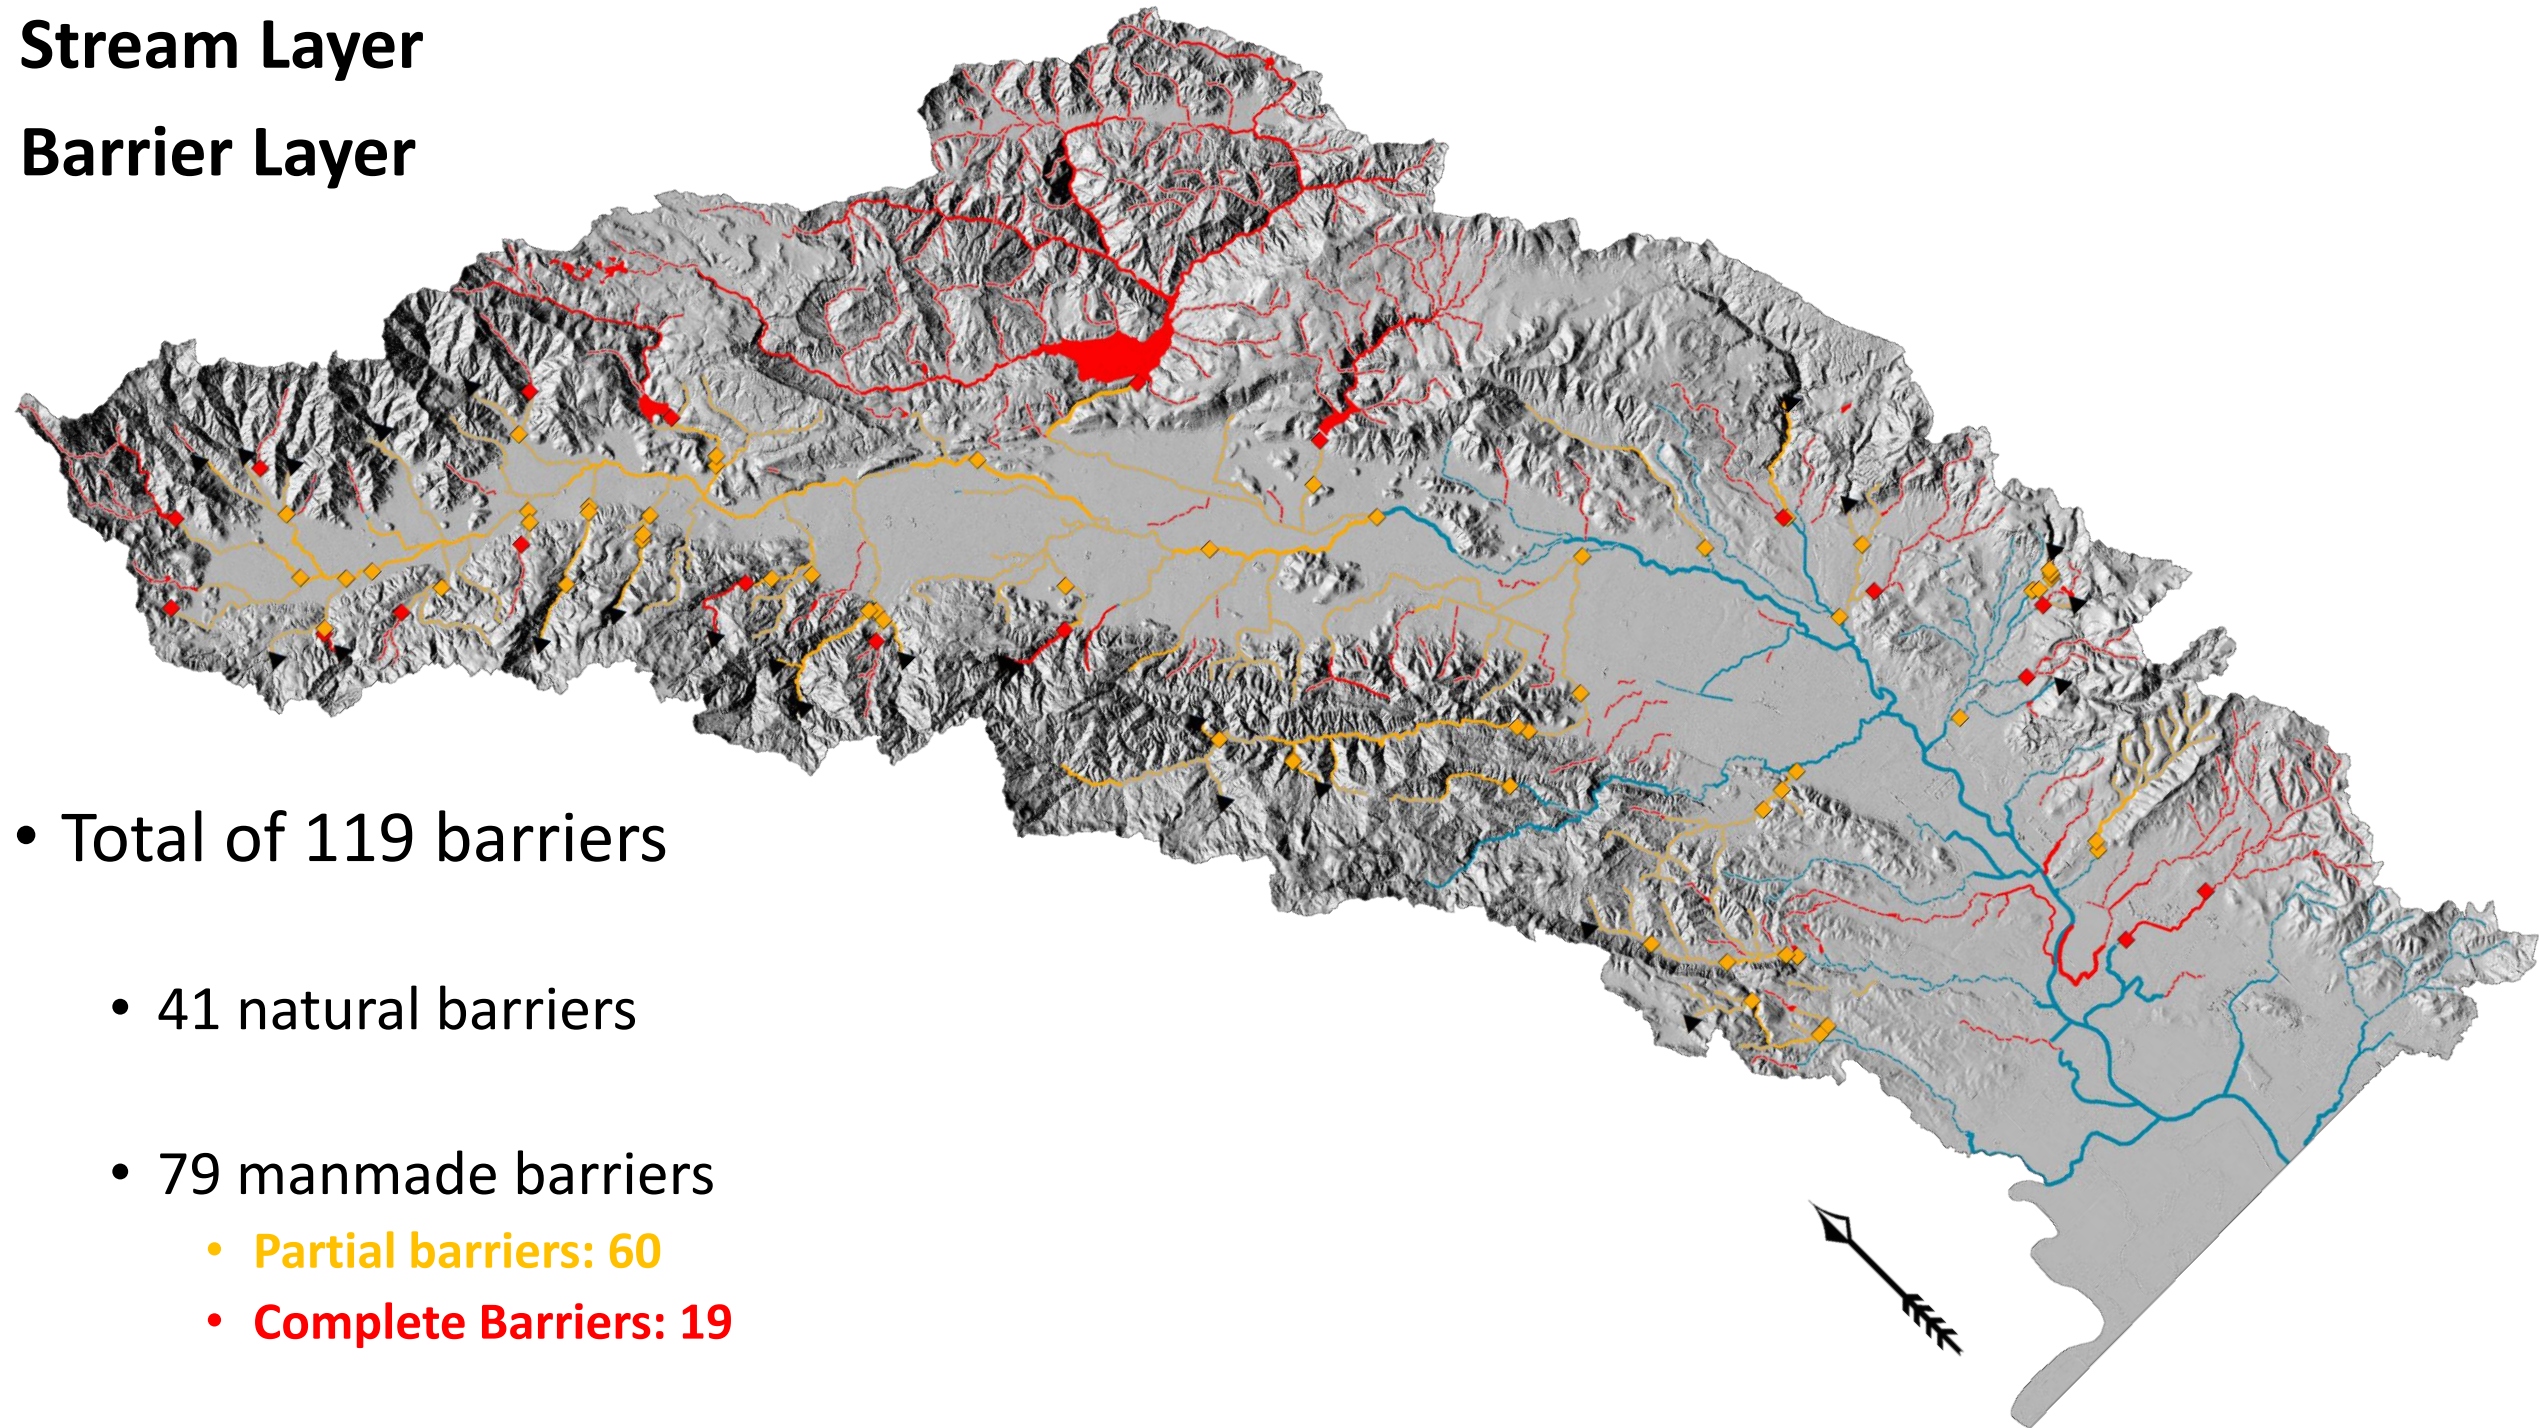 Stream Layer
Barrier Layer
• Total of 119 barriers
• 41 natural barriers
• 79 manmade barriers
• Partial barriers: 60
• Complete Barriers: 19